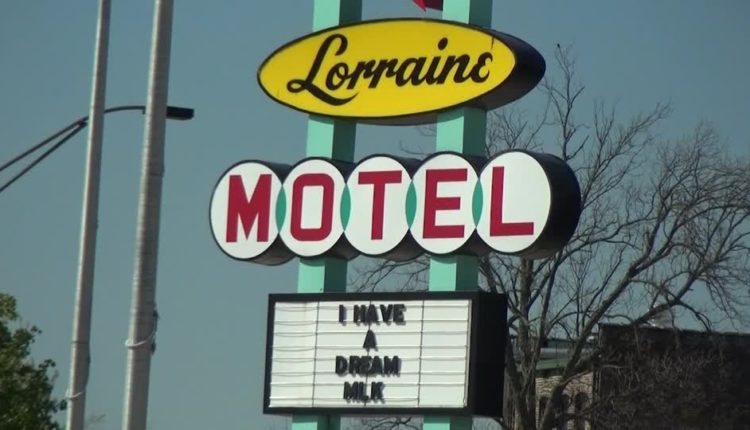 Lorraine
MOTEL
I HAVE
A
DREAM
MLK